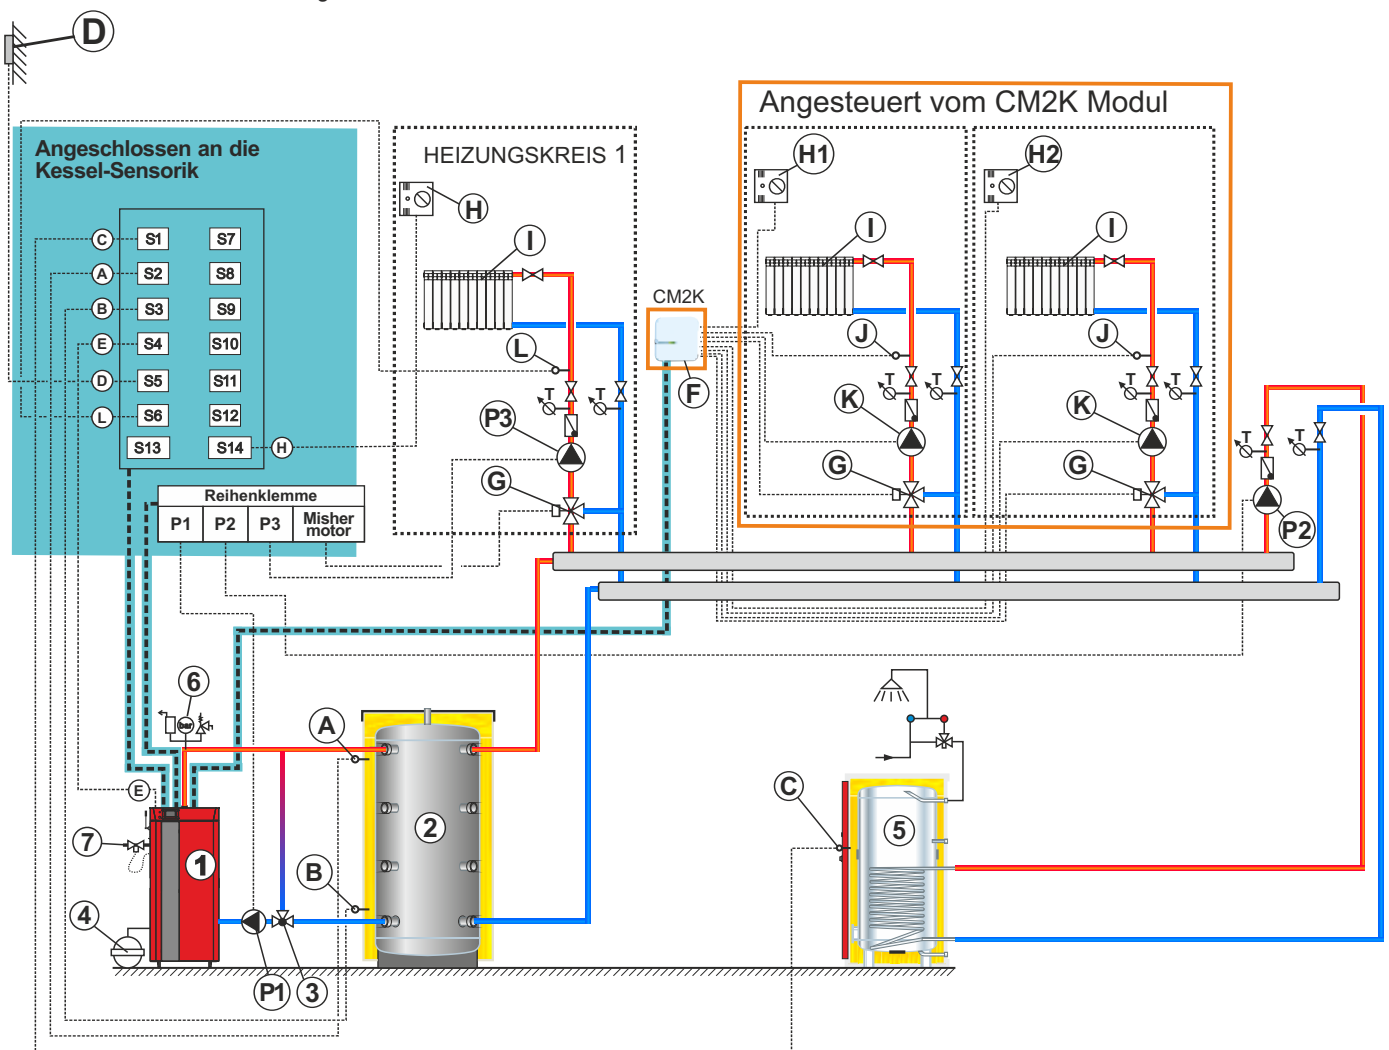 D
Angeschlossen an die
Kessel-Sensorik
C S1 S7
A S2 S8
B S3 S9
E S4 S10
D S5 S11
L S6 S12
S13 S14 H
Reihenklemme
P1 P2 P3 Misher
motor
HEIZUNGSKREIS 1
H
I
L
T T
P3
G
CM2K
F
Angesteuert vom CM2K Modul
H1
I
J
T T
K
G
H2
I
J
T T
K
G
T T
P2
6
bar
A
E
7
1
2
B
4
P1 3
C
5